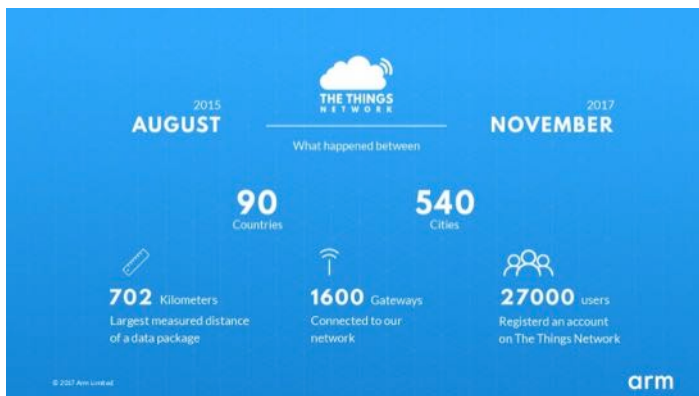 2015
AUGUST
THE THINGS
NETWORK
2017
NOVEMBER
What happened between
90
Countries
540
Cities
702 Kilometers
Largest measured distance
of a data package
1600 Gateways
Connected to our
network
27000 users
Registerd an account
on The Things Network
© 2017 Arm Limited
arm